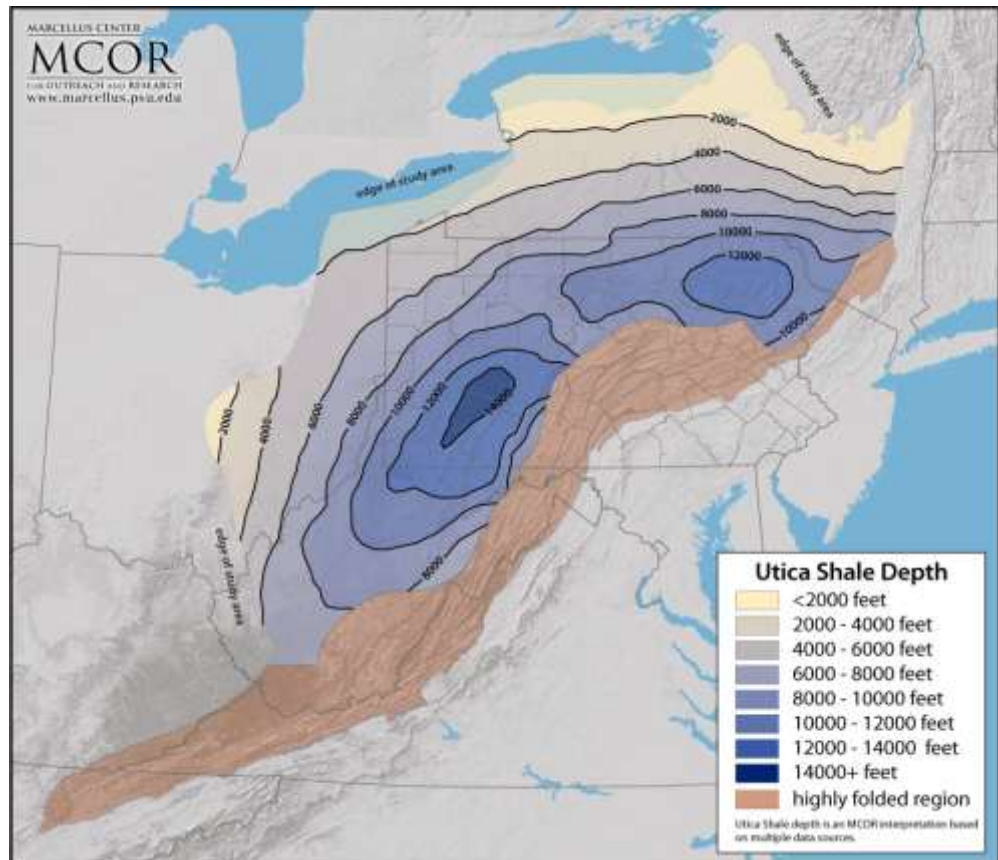 MARCELLUS CENTER
MCOR
FOR OUTREACH AND RESEARCH
www.marcellus.psu.edu
edge of study area
2000
4000
edge of study area
6000
8000
10000
12000
10000
14000
12000
10000
8000
6000
4000
2000
8000
edge of study area
Utica Shale Depth
<2000 feet
2000 - 4000 feet
4000 - 6000 feet
6000 - 8000 feet
8000 - 10000 feet
10000 - 12000 feet
12000 - 14000 feet
14000+ feet
highly folded region
Utica Shale depth is an MCOR interpretation based
on multiple data sources.